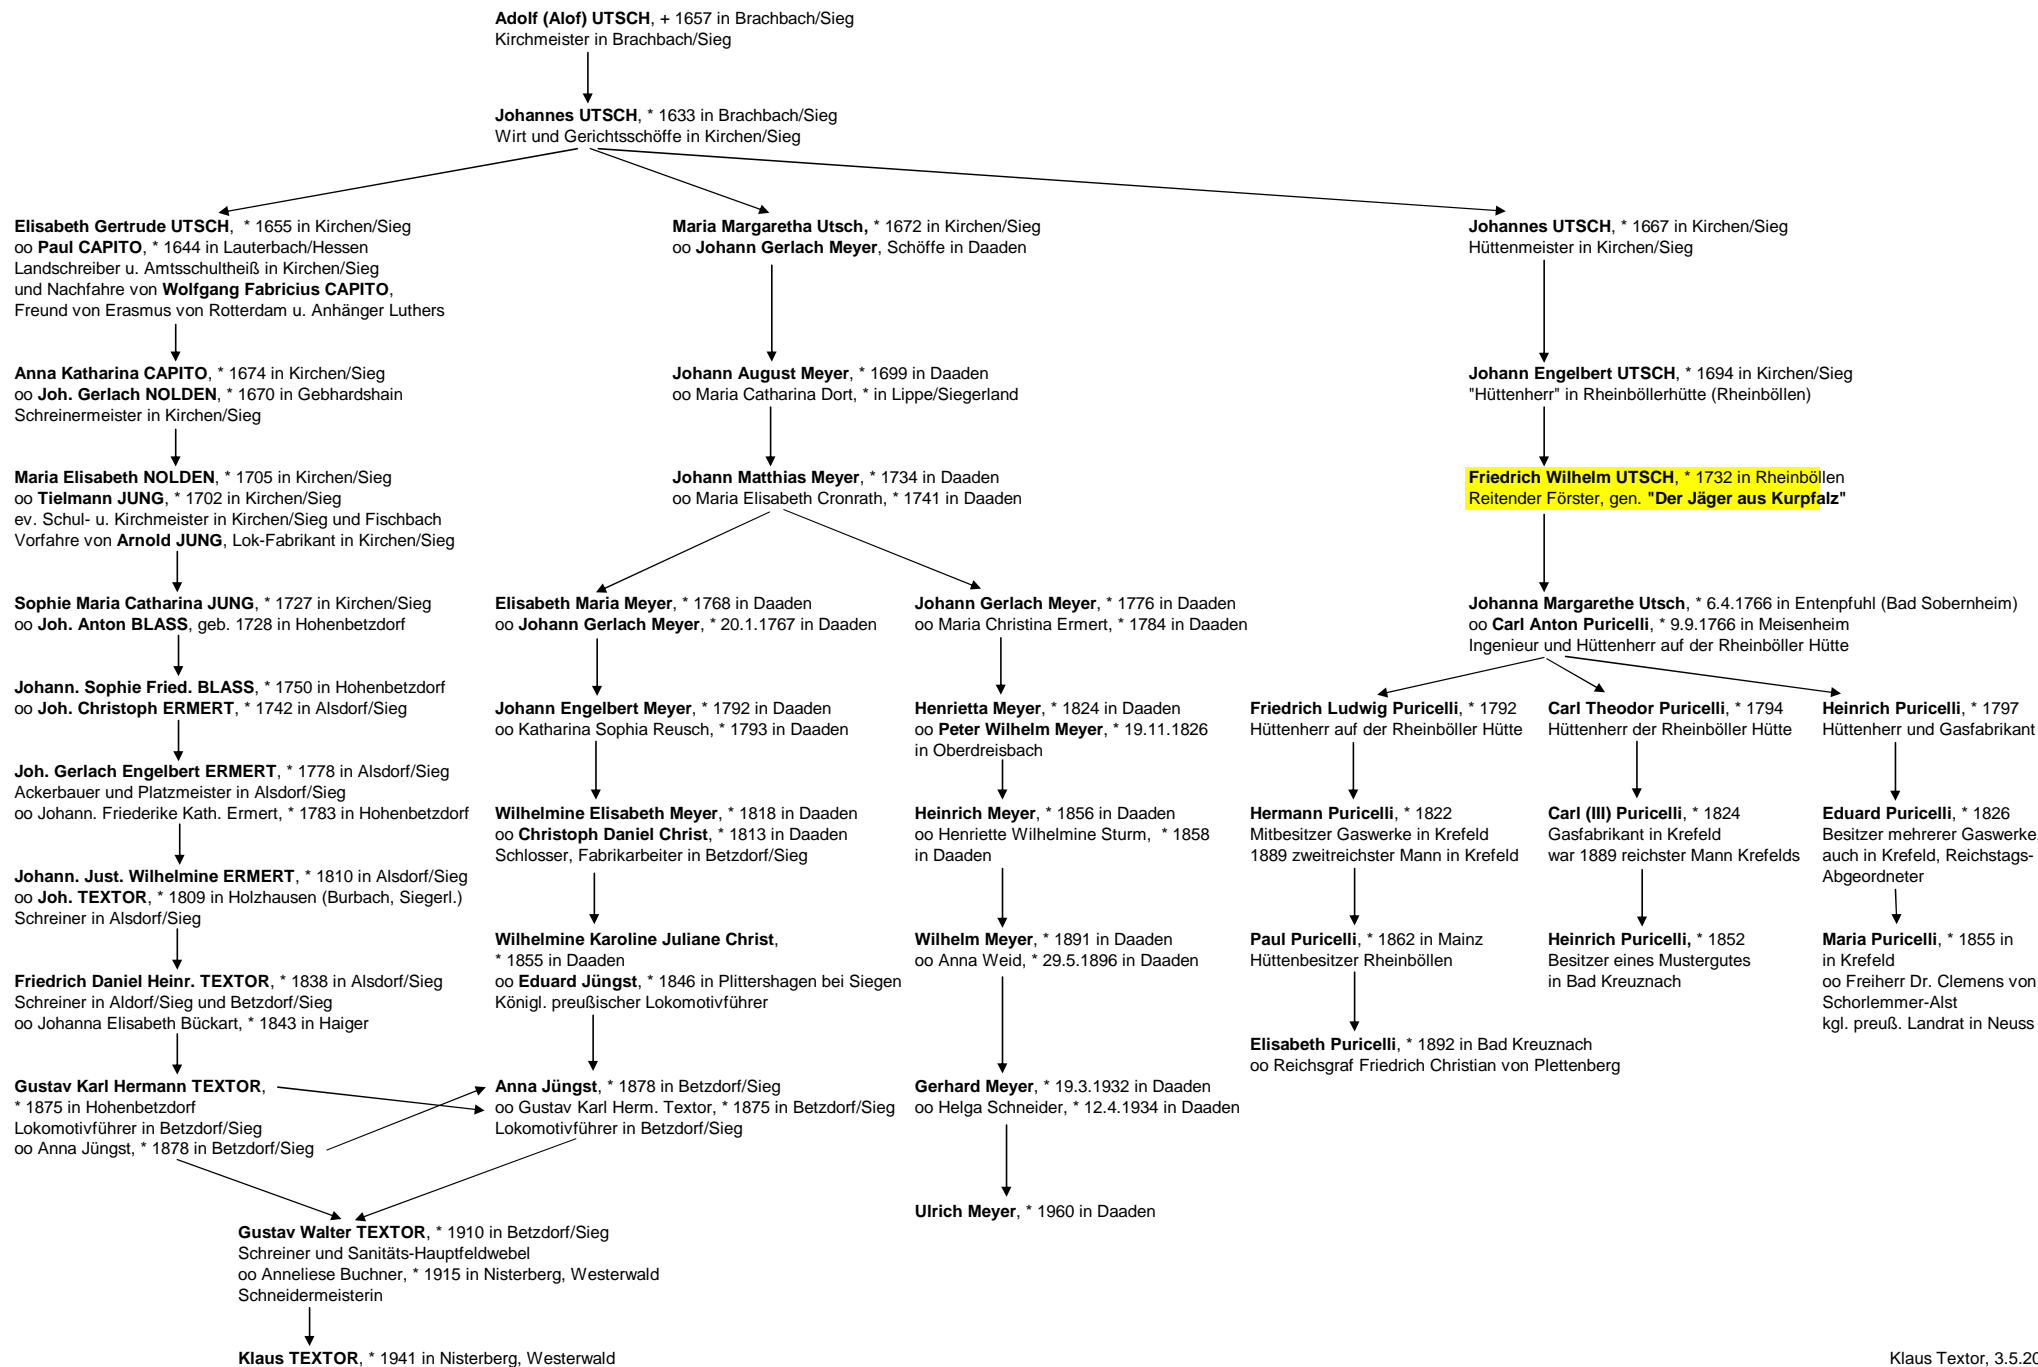 Adolf (Alof) UTSCH, + 1657 in Brachbach/Sieg
Kirchmeister in Brachbach/Sieg
Johannes UTSCH, * 1633 in Brachbach/Sieg
Wirt und Gerichtsschöffe in Kirchen/Sieg
Elisabeth Gertrude UTSCH, * 1655 in Kirchen/Sieg
oo Paul CAPITO, * 1644 in Lauterbach/Hessen
Landschreiber u. Amtsschultheiß in Kirchen/Sieg
und Nachfahre von Wolfgang Fabricius CAPITO,
Freund von Erasmus von Rotterdam u. Anhänger Luthers
Maria Margaretha Utsch, * 1672 in Kirchen/Sieg
oo Johann Gerlach Meyer, Schöffe in Daaden
Johannes UTSCH, * 1667 in Kirchen/Sieg
Hüttenmeister in Kirchen/Sieg
Anna Katharina CAPITO, * 1674 in Kirchen/Sieg
oo Joh. Gerlach NOLDEN, * 1670 in Gebhardshain
Schreinermeister in Kirchen/Sieg
Johann August Meyer, * 1699 in Daaden
oo Maria Catharina Dort, * in Lippe/Siegerland
Johann Engelbert UTSCH, * 1694 in Kirchen/Sieg
"Hüttenherr" in Rheinböllerhütte (Rheinböllen)
Maria Elisabeth NOLDEN, * 1705 in Kirchen/Sieg
oo Tielmann JUNG, * 1702 in Kirchen/Sieg
ev. Schul- u. Kirchmeister in Kirchen/Sieg und Fischbach
Vorfahre von Arnold JUNG, Lok-Fabrikant in Kirchen/Sieg
Johann Matthias Meyer, * 1734 in Daaden
oo Maria Elisabeth Cronrath, * 1741 in Daaden
Friedrich Wilhelm UTSCH, * 1732 in Rheinböllen
Reitender Förster, gen. "Der Jäger aus Kurpfalz"
Sophie Maria Catharina JUNG, * 1727 in Kirchen/Sieg
oo Joh. Anton BLASS, geb. 1728 in Hohenbetzdorf
Elisabeth Maria Meyer, * 1768 in Daaden
oo Johann Gerlach Meyer, * 20.1.1767 in Daaden
Johann Gerlach Meyer, * 1776 in Daaden
oo Maria Christina Ermert, * 1784 in Daaden
Johanna Margarethe Utsch, * 6.4.1766 in Entenpfuhl (Bad Sobernheim)
oo Carl Anton Puricelli, * 9.9.1766 in Meisenheim
Ingenieur und Hüttenherr auf der Rheinböller Hütte
Johann. Sophie Fried. BLASS, * 1750 in Hohenbetzdorf
oo Joh. Christoph ERMERT, * 1742 in Alsdorf/Sieg
Johann Engelbert Meyer, * 1792 in Daaden
oo Katharina Sophia Reusch, * 1793 in Daaden
Henrietta Meyer, * 1824 in Daaden
oo Peter Wilhelm Meyer, * 19.11.1826
in Oberdreisbach
Friedrich Ludwig Puricelli, * 1792
Hüttenherr auf der Rheinböller Hütte
Carl Theodor Puricelli, * 1794
Hüttenherr der Rheinböller Hütte
Heinrich Puricelli, * 1797
Hüttenherr und Gasfabrikant
Joh. Gerlach Engelbert ERMERT, * 1778 in Alsdorf/Sieg
Ackerbauer und Platzmeister in Alsdorf/Sieg
oo Johann. Friederike Kath. Ermert, * 1783 in Hohenbetzdorf
Wilhelmine Elisabeth Meyer, * 1818 in Daaden
oo Christoph Daniel Christ, * 1813 in Daaden
Schlosser, Fabrikarbeiter in Betzdorf/Sieg
Heinrich Meyer, * 1856 in Daaden
oo Henriette Wilhelmine Sturm, * 1858
in Daaden
Hermann Puricelli, * 1822
Mitbesitzer Gaswerke in Krefeld
1889 zweitreichster Mann in Krefeld
Carl (III) Puricelli, * 1824
Gasfabrikant in Krefeld
war 1889 reichster Mann Krefelds
Eduard Puricelli, * 1826
Besitzer mehrerer Gaswerke
auch in Krefeld, Reichstags-
Abgeordneter
Johann. Just. Wilhelmine ERMERT, * 1810 in Alsdorf/Sieg
oo Joh. TEXTOR, * 1809 in Holzhausen (Burbach, Siegerl.)
Schreiner in Alsdorf/Sieg
Wilhelmine Karoline Juliane Christ,
* 1855 in Daaden
oo Eduard Jüngst, * 1846 in Plittershagen bei Siegen
Königl. preußischer Lokomotivführer
Wilhelm Meyer, * 1891 in Daaden
oo Anna Weid, * 29.5.1896 in Daaden
Paul Puricelli, * 1862 in Mainz
Hüttenbesitzer Rheinböllen
Heinrich Puricelli, * 1852
Besitzer eines Mustergutes
in Bad Kreuznach
Maria Puricelli, * 1855 in
in Krefeld
oo Freiherr Dr. Clemens von
Schorlemmer-Alst
kgl. preuß. Landrat in Neuss
Friedrich Daniel Heinr. TEXTOR, * 1838 in Alsdorf/Sieg
Schreiner in Aldorf/Sieg und Betzdorf/Sieg
oo Johanna Elisabeth Bückart, * 1843 in Haiger
Elisabeth Puricelli, * 1892 in Bad Kreuznach
oo Reichsgraf Friedrich Christian von Plettenberg
Gustav Karl Hermann TEXTOR,
* 1875 in Hohenbetzdorf
Lokomotivführer in Betzdorf/Sieg
oo Anna Jüngst, * 1878 in Betzdorf/Sieg
Anna Jüngst, * 1878 in Betzdorf/Sieg
oo Gustav Karl Herm. Textor, * 1875 in Betzdorf/Sieg
Lokomotivführer in Betzdorf/Sieg
Gerhard Meyer, * 19.3.1932 in Daaden
oo Helga Schneider, * 12.4.1934 in Daaden
Ulrich Meyer, * 1960 in Daaden
Gustav Walter TEXTOR, * 1910 in Betzdorf/Sieg
Schreiner und Sanitäts-Hauptfeldwebel
oo Anneliese Buchner, * 1915 in Nisterberg, Westerwald
Schneidermeisterin
Klaus TEXTOR, * 1941 in Nisterberg, Westerwald
Klaus Textor, 3.5.20